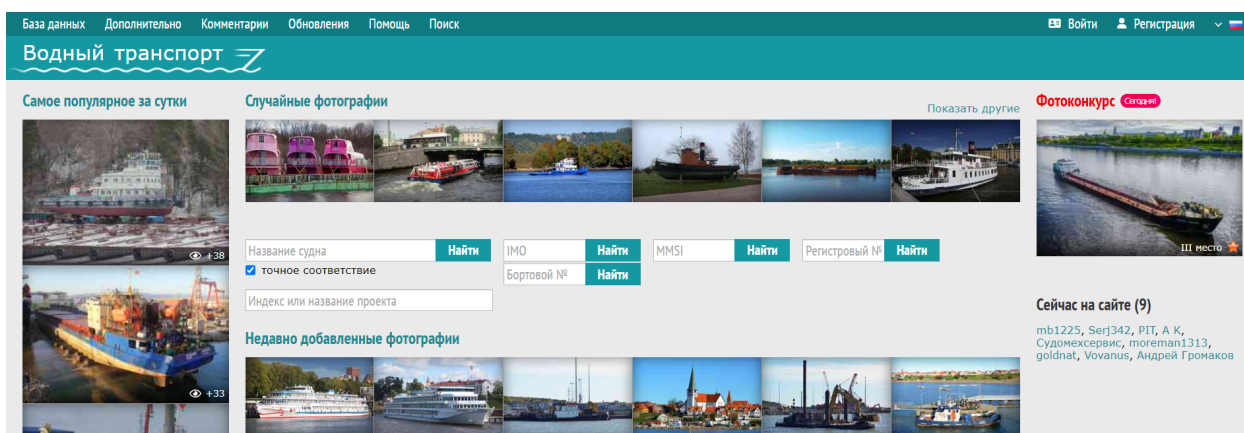 База данных Дополнительно Комментарии Обновления Помощь Поиск Войти Регистрация
Водный транспорт
Самое популярное за сутки
+38
+33
Случайные фотографии
Показать другие
Название судна Найти IMO Найти MMSI Найти Регистровый № Найти
точное соответствие
Бортовой № Найти
Индекс или название проекта
Недавно добавленные фотографии
Фотоконкурс Сегодня!
III место
Сейчас на сайте (9)
mb1225, Serj342, PIT, A K,
Судомехсервис, moreman1313,
goldnat, Vovanus, Андрей Громаков